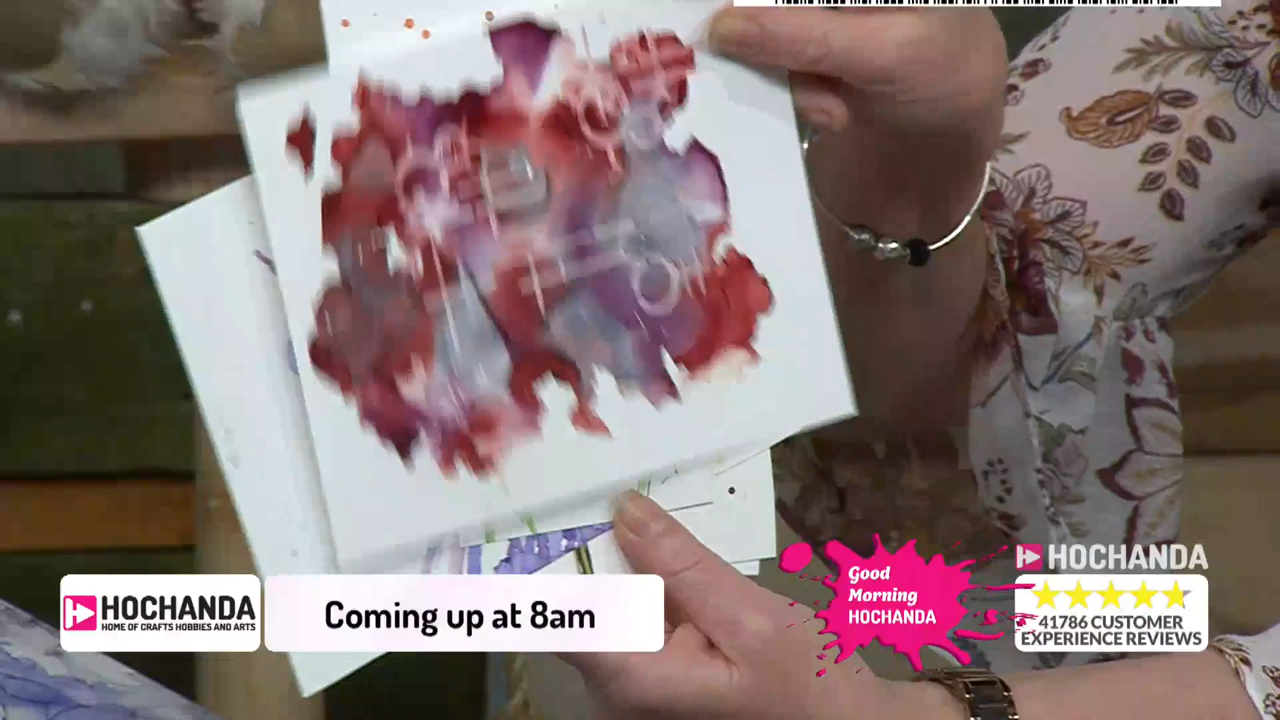 HOCHANDA
HOME OF CRAFTS HOBBIES AND ARTS
Coming up at 8am
Good
Morning
HOCHANDA
HOCHANDA
41786 CUSTOMER
EXPERIENCE REVIEWS